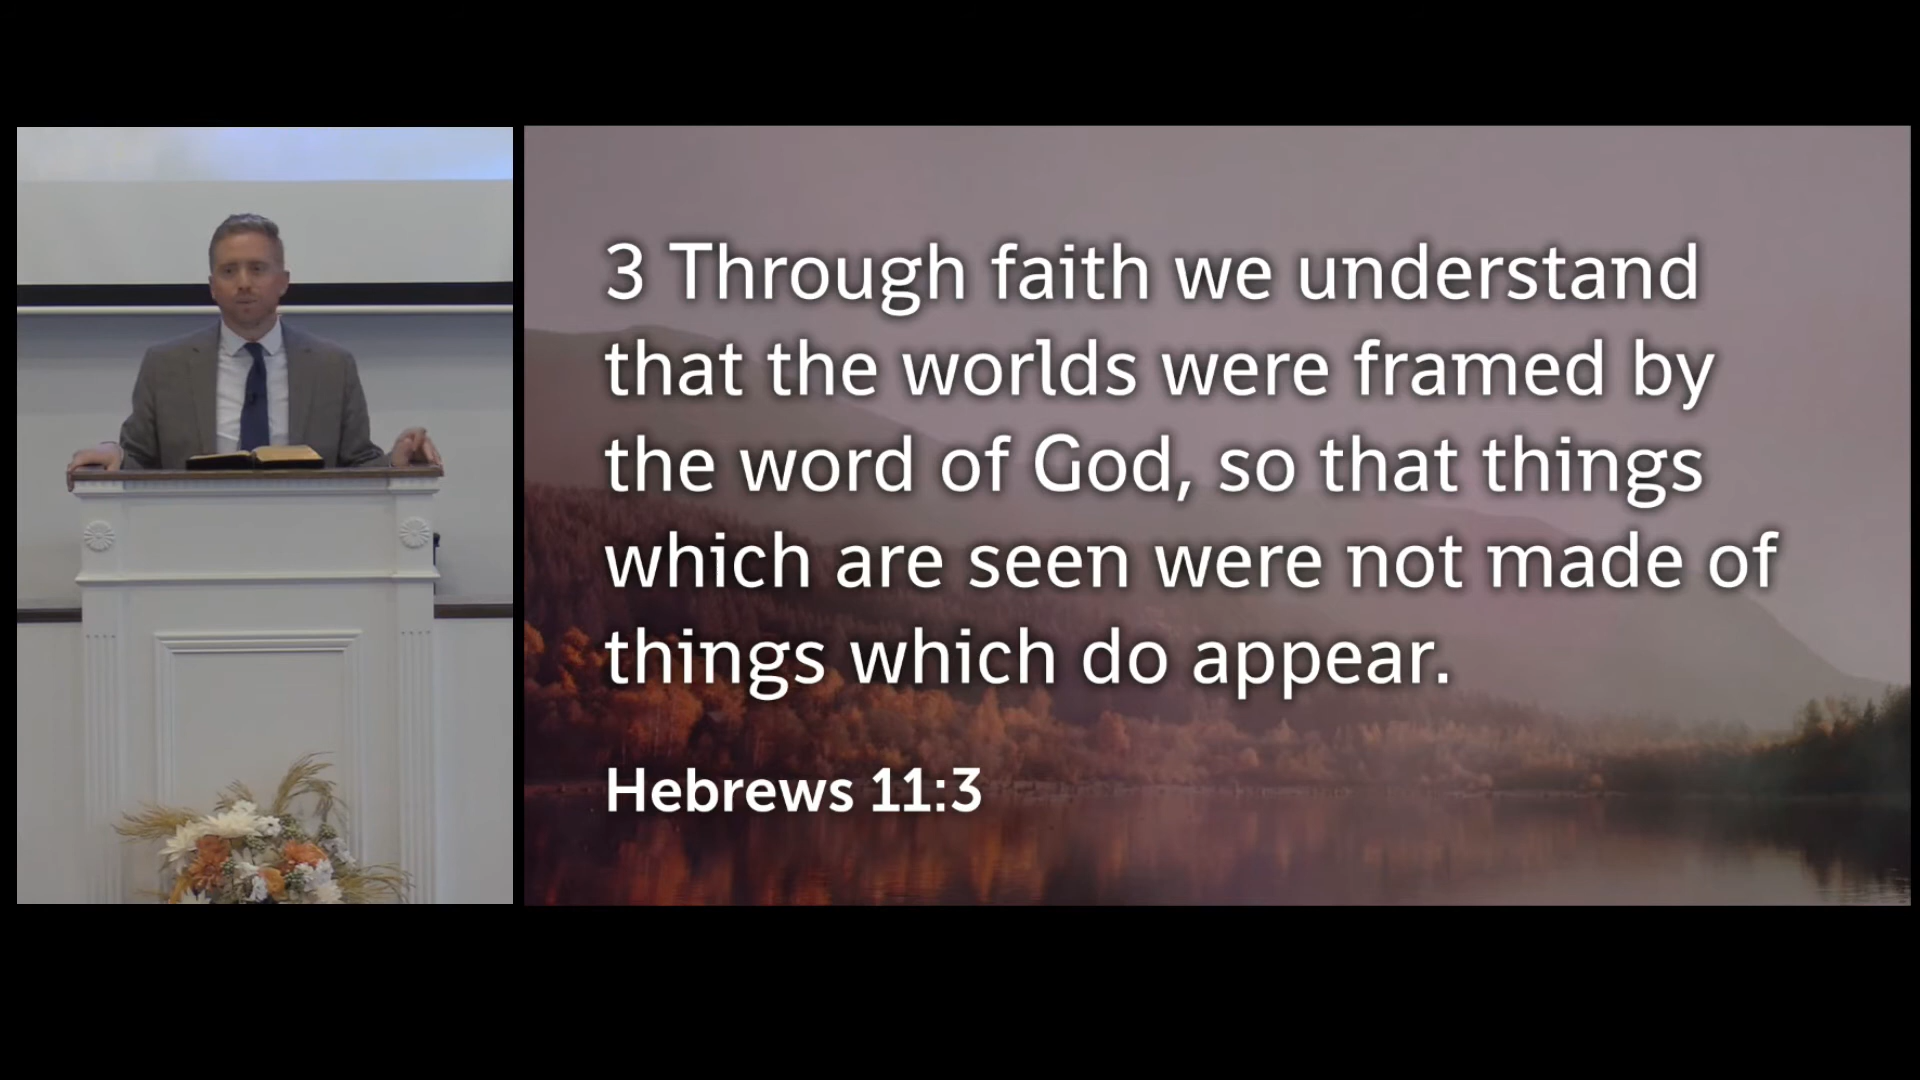 3 Through faith we understand
that the worlds were framed by
the word of God, so that things
which are seen were not made of
things which do appear.
Hebrews 11:3